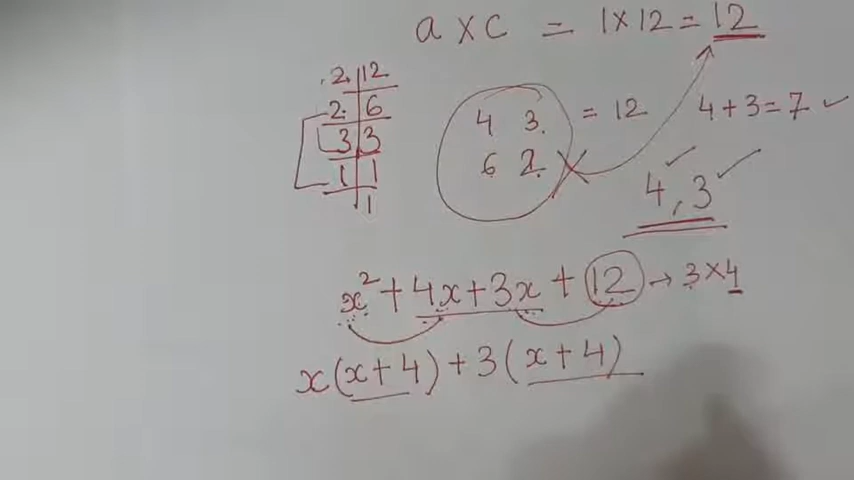 a × c = 1×12 = 12
2 | 12
2 | 6
3 | 3
1 | 1
1
4 3 = 12
6 2
4+3=7 ✓
4, 3
x² + 4x + 3x + 12 → 3×4
x(x+4) + 3(x+4)